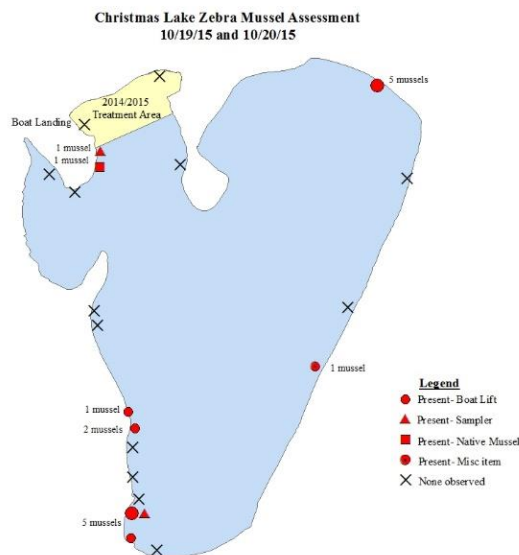 Christmas Lake Zebra Mussel Assessment
10/19/15 and 10/20/15
5 mussels
2014/2015
Treatment Area
Boat Landing
1 mussel
1 mussel
1 mussel
1 mussel
2 mussels
5 mussels
Legend
Present- Boat Lift
Present- Sampler
Present- Native Mussel
Present- Misc item
None observed